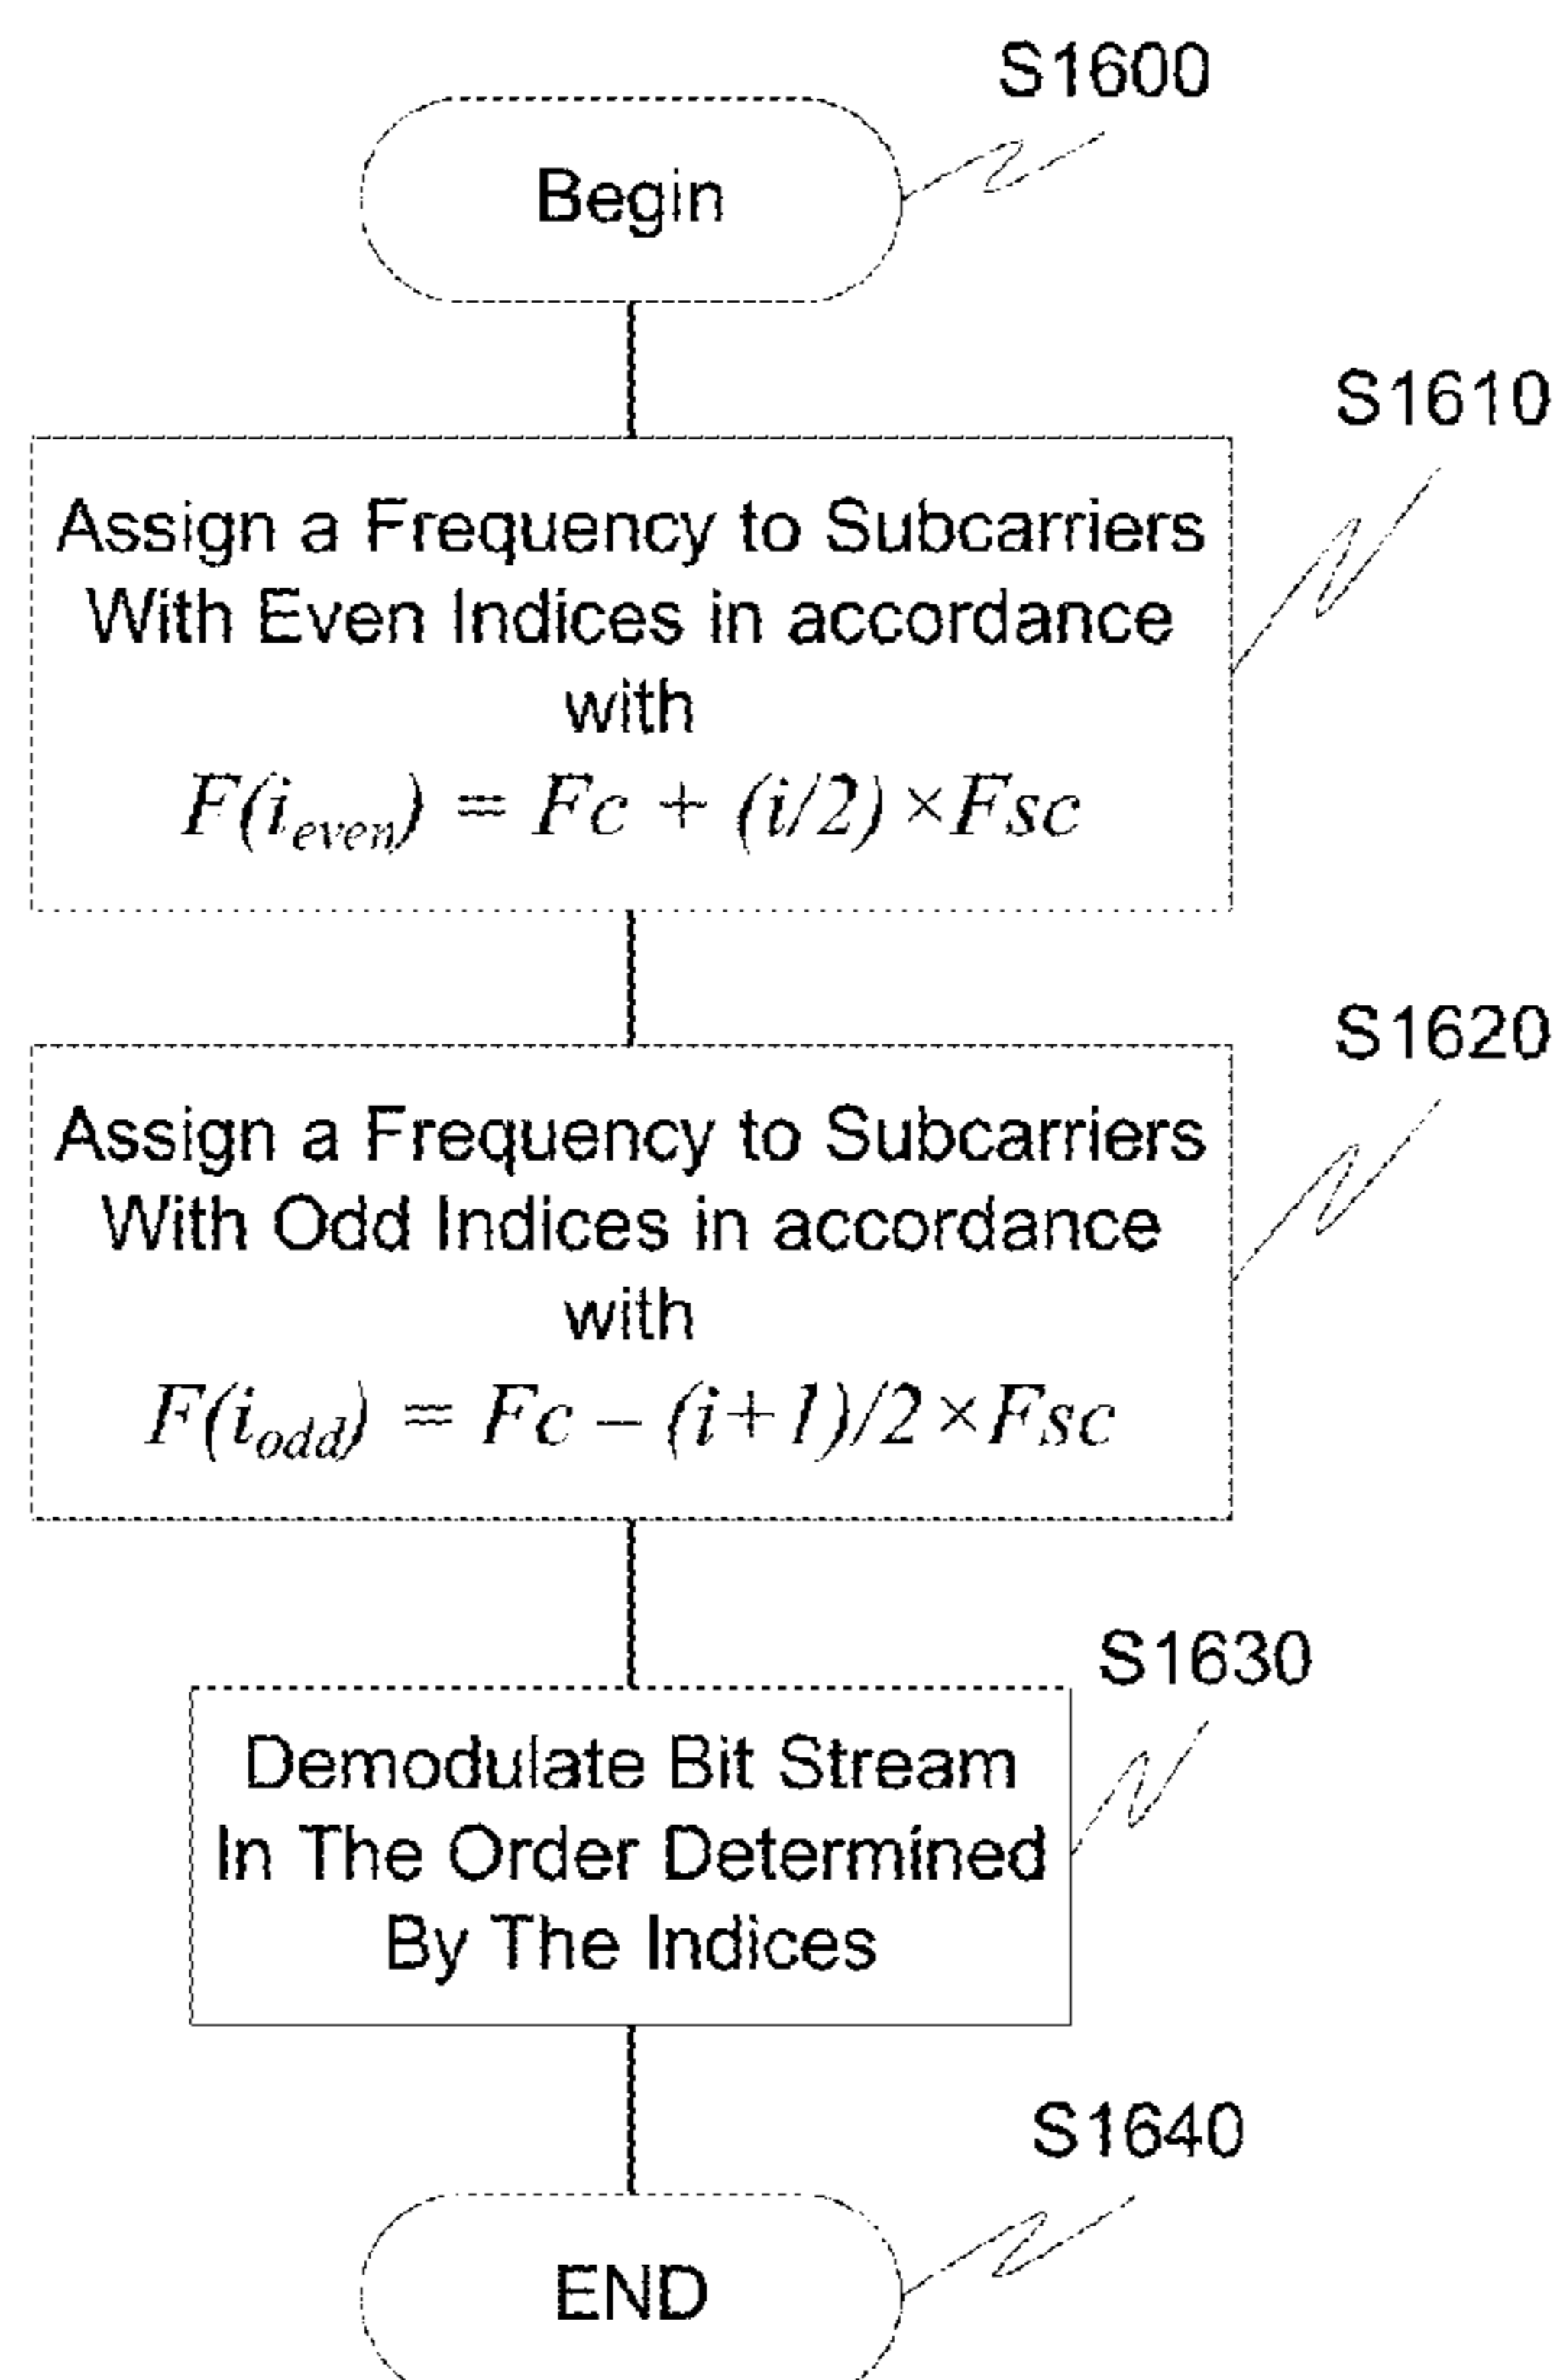 S1600
Begin
S1610
Assign a Frequency to Subcarriers
With Even Indices in accordance
with
F(i_even) = Fc + (i/2)×Fsc
S1620
Assign a Frequency to Subcarriers
With Odd Indices in accordance
with
F(i_odd) = Fc – (i+1)/2×Fsc
S1630
Demodulate Bit Stream
In The Order Determined
By The Indices
S1640
END